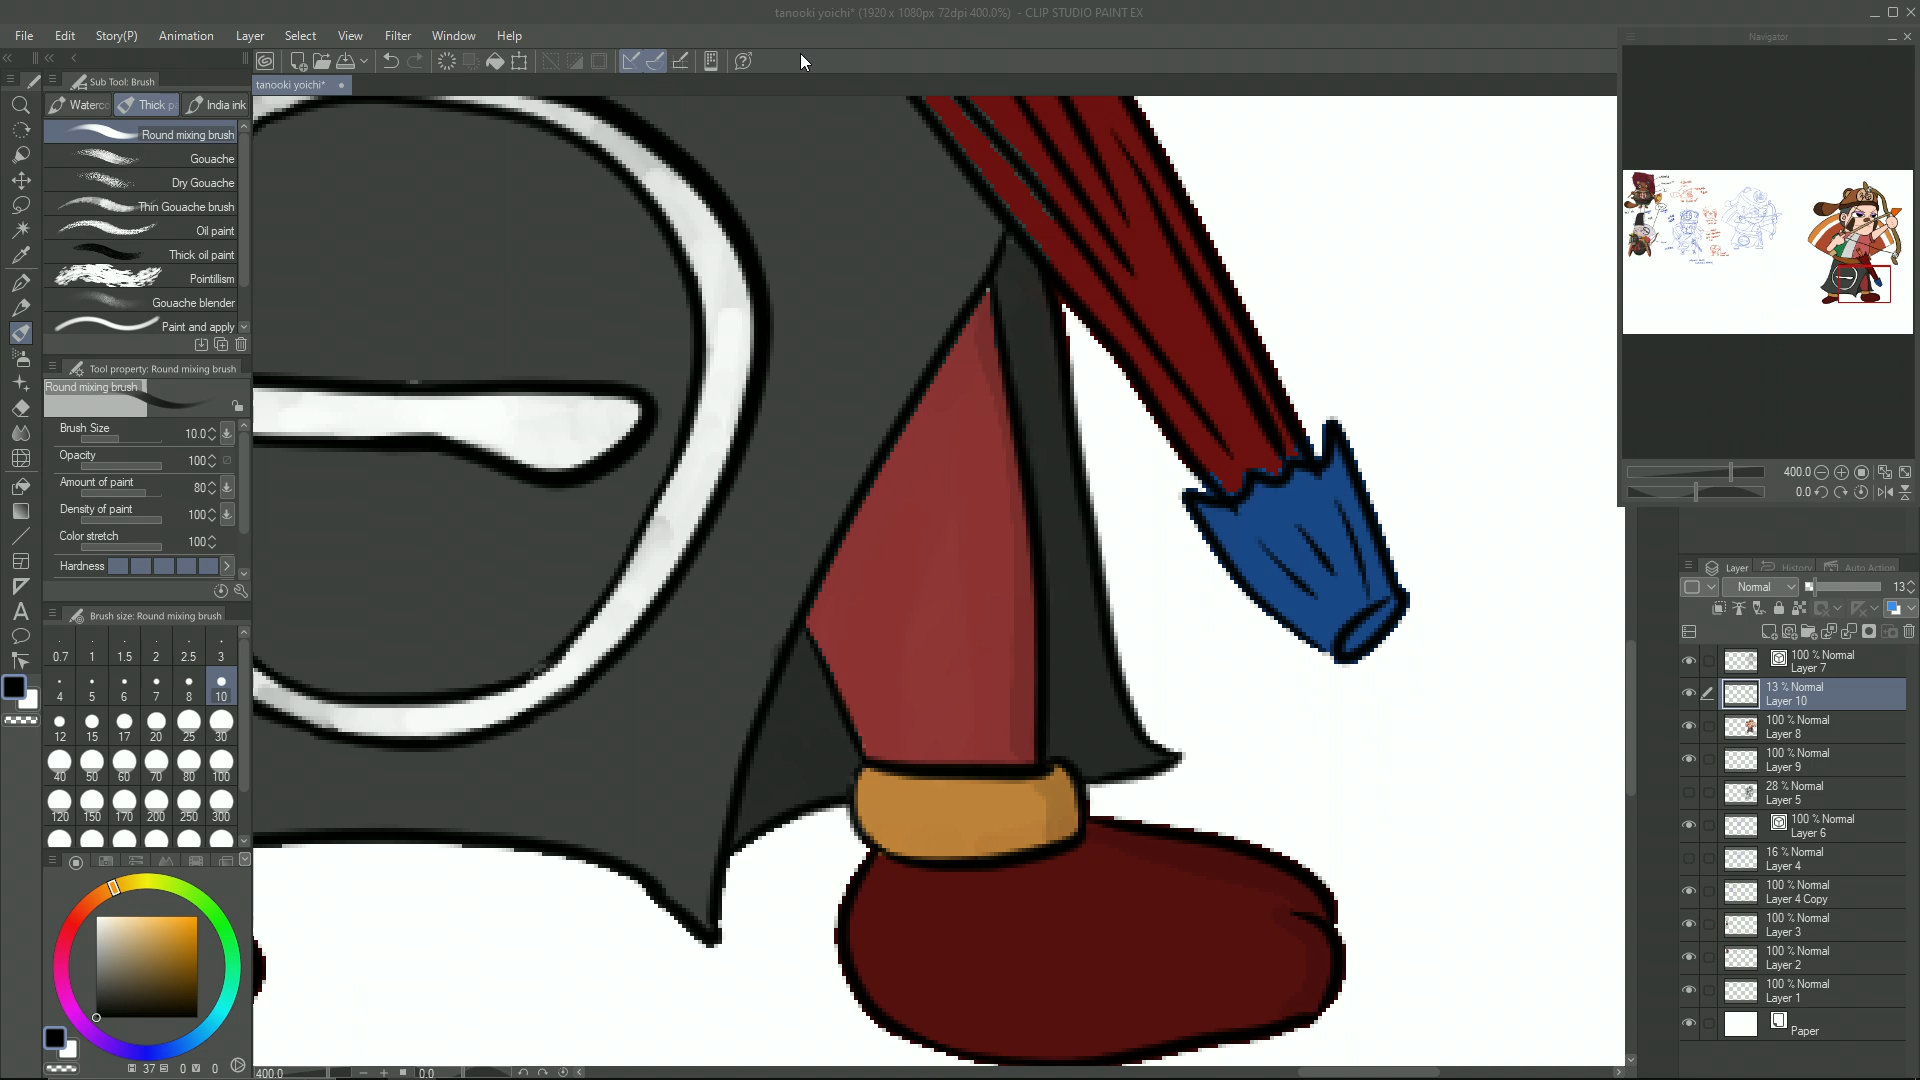 tanooki yoichi* (1920 x 1080px 72dpi 400.0%) - CLIP STUDIO PAINT EX
File Edit Story(P) Animation Layer Select View Filter Window Help
Navigator
Sub Tool: Brush
tanooki yoichi*
Waterco Thick pa India ink
Round mixing brush
Gouache
Dry Gouache
Thin Gouache brush
Oil paint
Thick oil paint
Pointillism
Gouache blender
Paint and apply
Tool property: Round mixing brush
Round mixing brush
Brush Size 10.0
Opacity 100
Amount of paint 80
Density of paint 100
Color stretch 100
Hardness
Brush size: Round mixing brush
0.7 1 1.5 2 2.5 3
4 5 6 7 8 10
12 15 17 20 25 30
40 50 60 70 80 100
120 150 170 200 250 300
37 0 0
400.0 0.0
400.0
0.0
Layer History Auto Action
Normal 13
100 % Normal
Layer 7
13 % Normal
Layer 10
100 % Normal
Layer 8
100 % Normal
Layer 9
28 % Normal
Layer 5
100 % Normal
Layer 6
16 % Normal
Layer 4
100 % Normal
Layer 4 Copy
100 % Normal
Layer 3
100 % Normal
Layer 2
100 % Normal
Layer 1
Paper